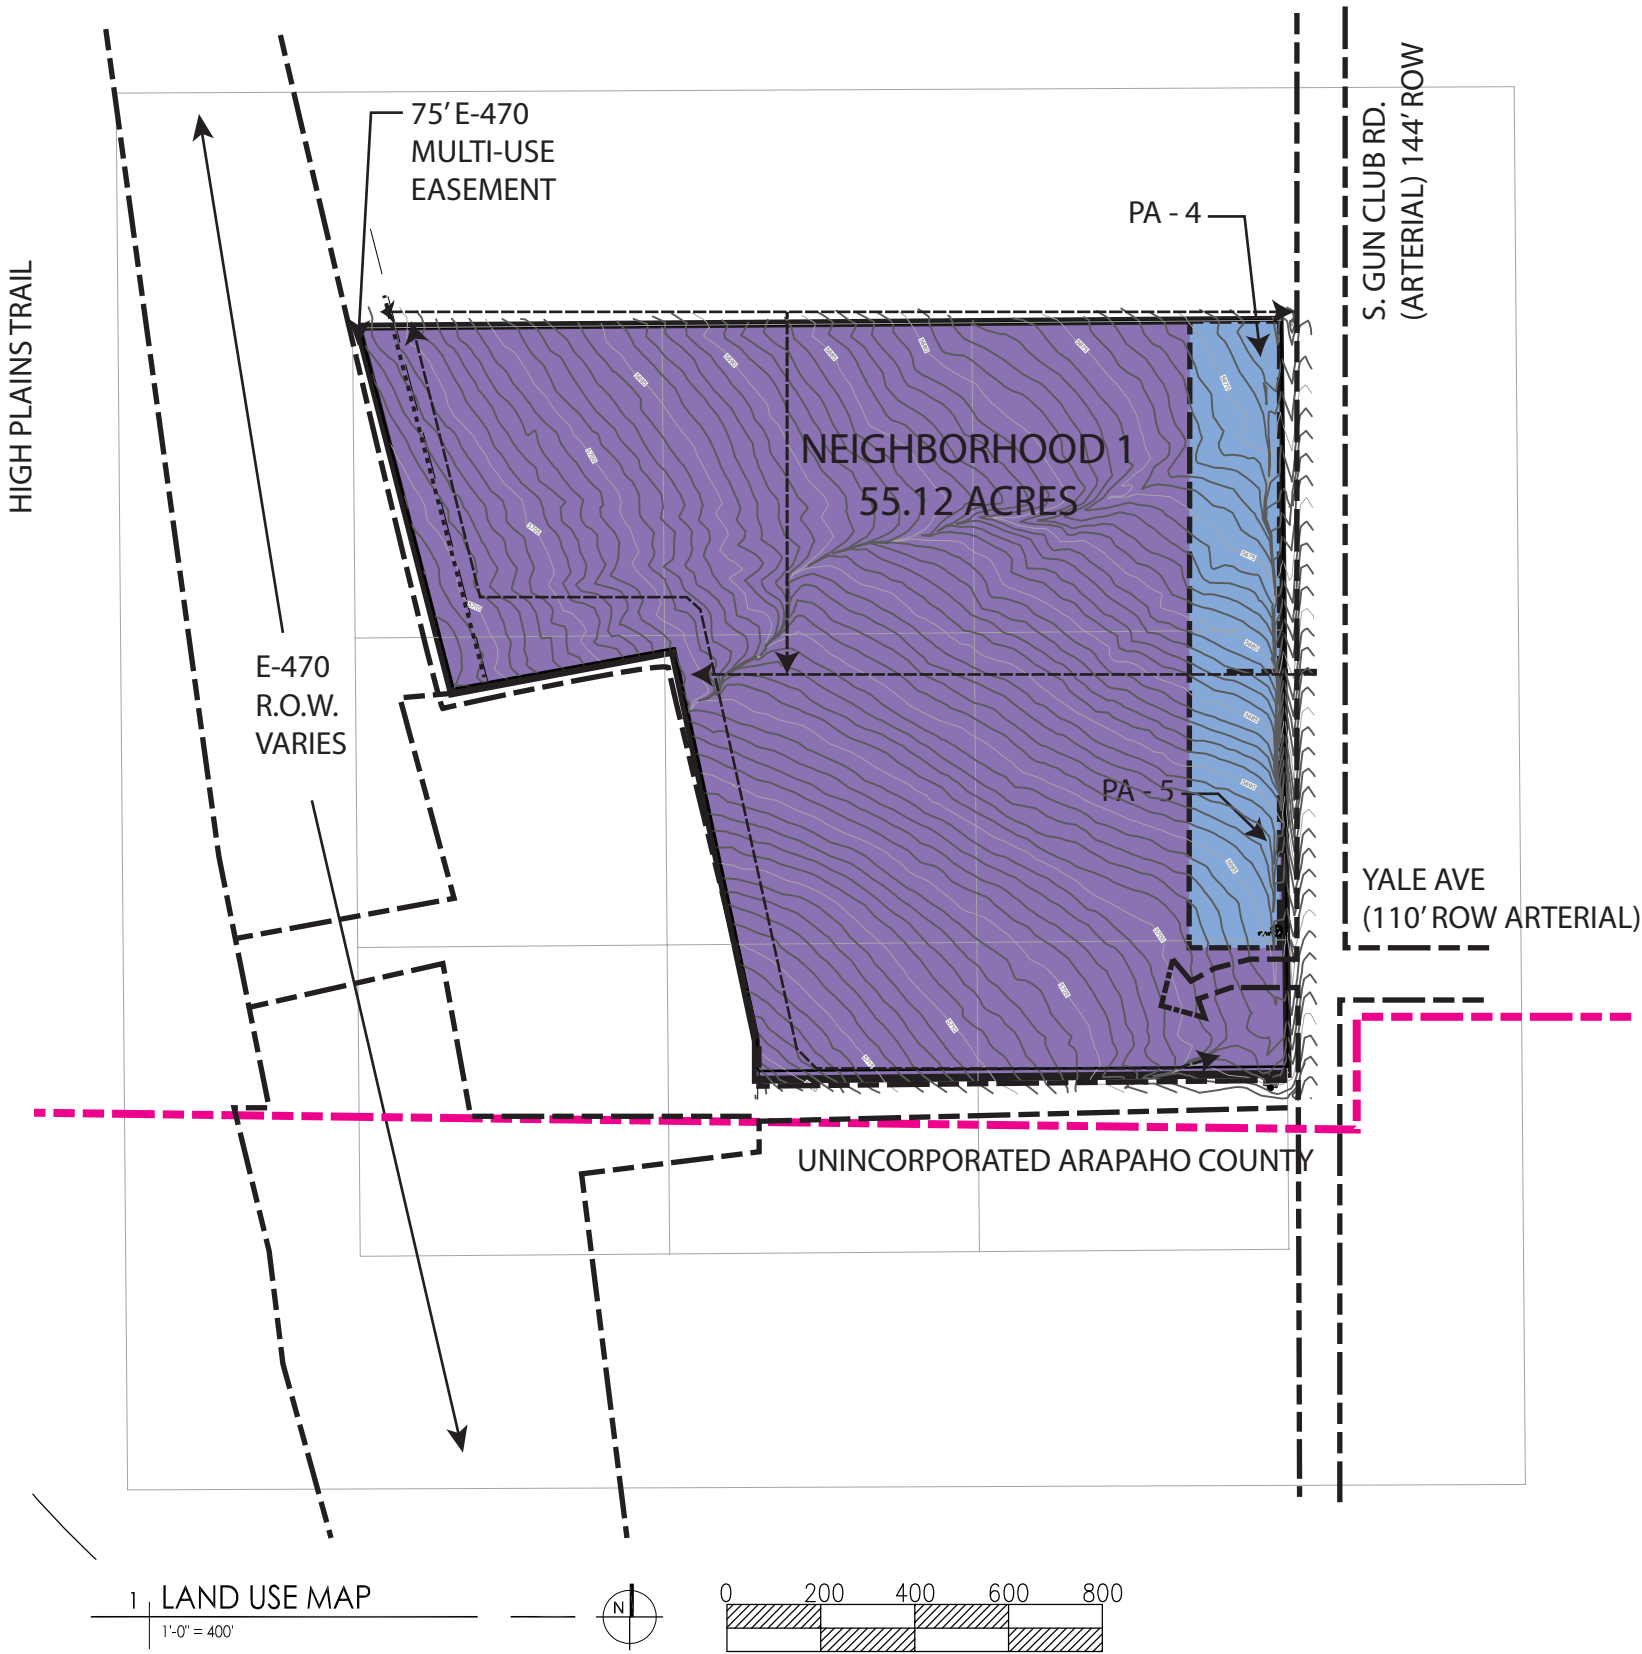 75' E-470
MULTI-USE
EASEMENT
PA - 4
S. GUN CLUB RD.
(ARTERIAL) 144' ROW
HIGH PLAINS TRAIL
NEIGHBORHOOD 1
55.12 ACRES
E-470
R.O.W.
VARIES
PA - 5
YALE AVE
(110' ROW ARTERIAL)
UNINCORPORATED ARAPAHO COUNTY
1 LAND USE MAP
1'-0" = 400'
N
0 200 400 600 800